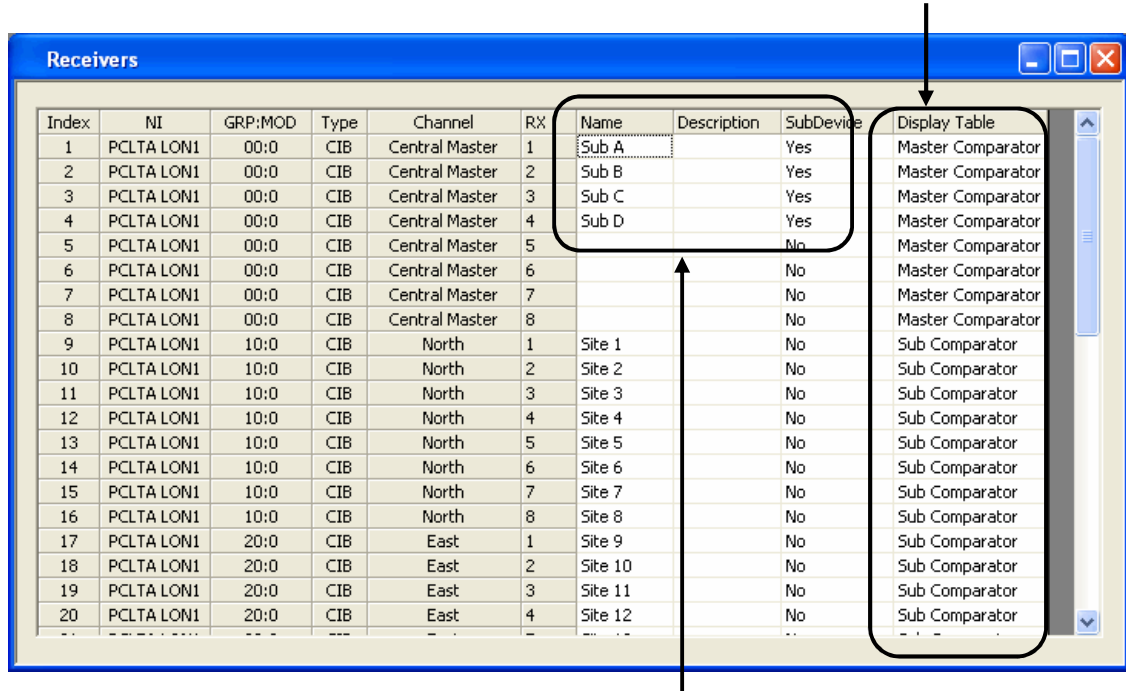 Receivers
Index NI GRP:MOD Type Channel RX Name Description SubDevice Display Table
1 PCLTA LON1 00:0 CIB Central Master 1 Sub A Yes Master Comparator
2 PCLTA LON1 00:0 CIB Central Master 2 Sub B Yes Master Comparator
3 PCLTA LON1 00:0 CIB Central Master 3 Sub C Yes Master Comparator
4 PCLTA LON1 00:0 CIB Central Master 4 Sub D Yes Master Comparator
5 PCLTA LON1 00:0 CIB Central Master 5 No Master Comparator
6 PCLTA LON1 00:0 CIB Central Master 6 No Master Comparator
7 PCLTA LON1 00:0 CIB Central Master 7 No Master Comparator
8 PCLTA LON1 00:0 CIB Central Master 8 No Master Comparator
9 PCLTA LON1 10:0 CIB North 1 Site 1 No Sub Comparator
10 PCLTA LON1 10:0 CIB North 2 Site 2 No Sub Comparator
11 PCLTA LON1 10:0 CIB North 3 Site 3 No Sub Comparator
12 PCLTA LON1 10:0 CIB North 4 Site 4 No Sub Comparator
13 PCLTA LON1 10:0 CIB North 5 Site 5 No Sub Comparator
14 PCLTA LON1 10:0 CIB North 6 Site 6 No Sub Comparator
15 PCLTA LON1 10:0 CIB North 7 Site 7 No Sub Comparator
16 PCLTA LON1 10:0 CIB North 8 Site 8 No Sub Comparator
17 PCLTA LON1 20:0 CIB East 1 Site 9 No Sub Comparator
18 PCLTA LON1 20:0 CIB East 2 Site 10 No Sub Comparator
19 PCLTA LON1 20:0 CIB East 3 Site 11 No Sub Comparator
20 PCLTA LON1 20:0 CIB East 4 Site 12 No Sub Comparator